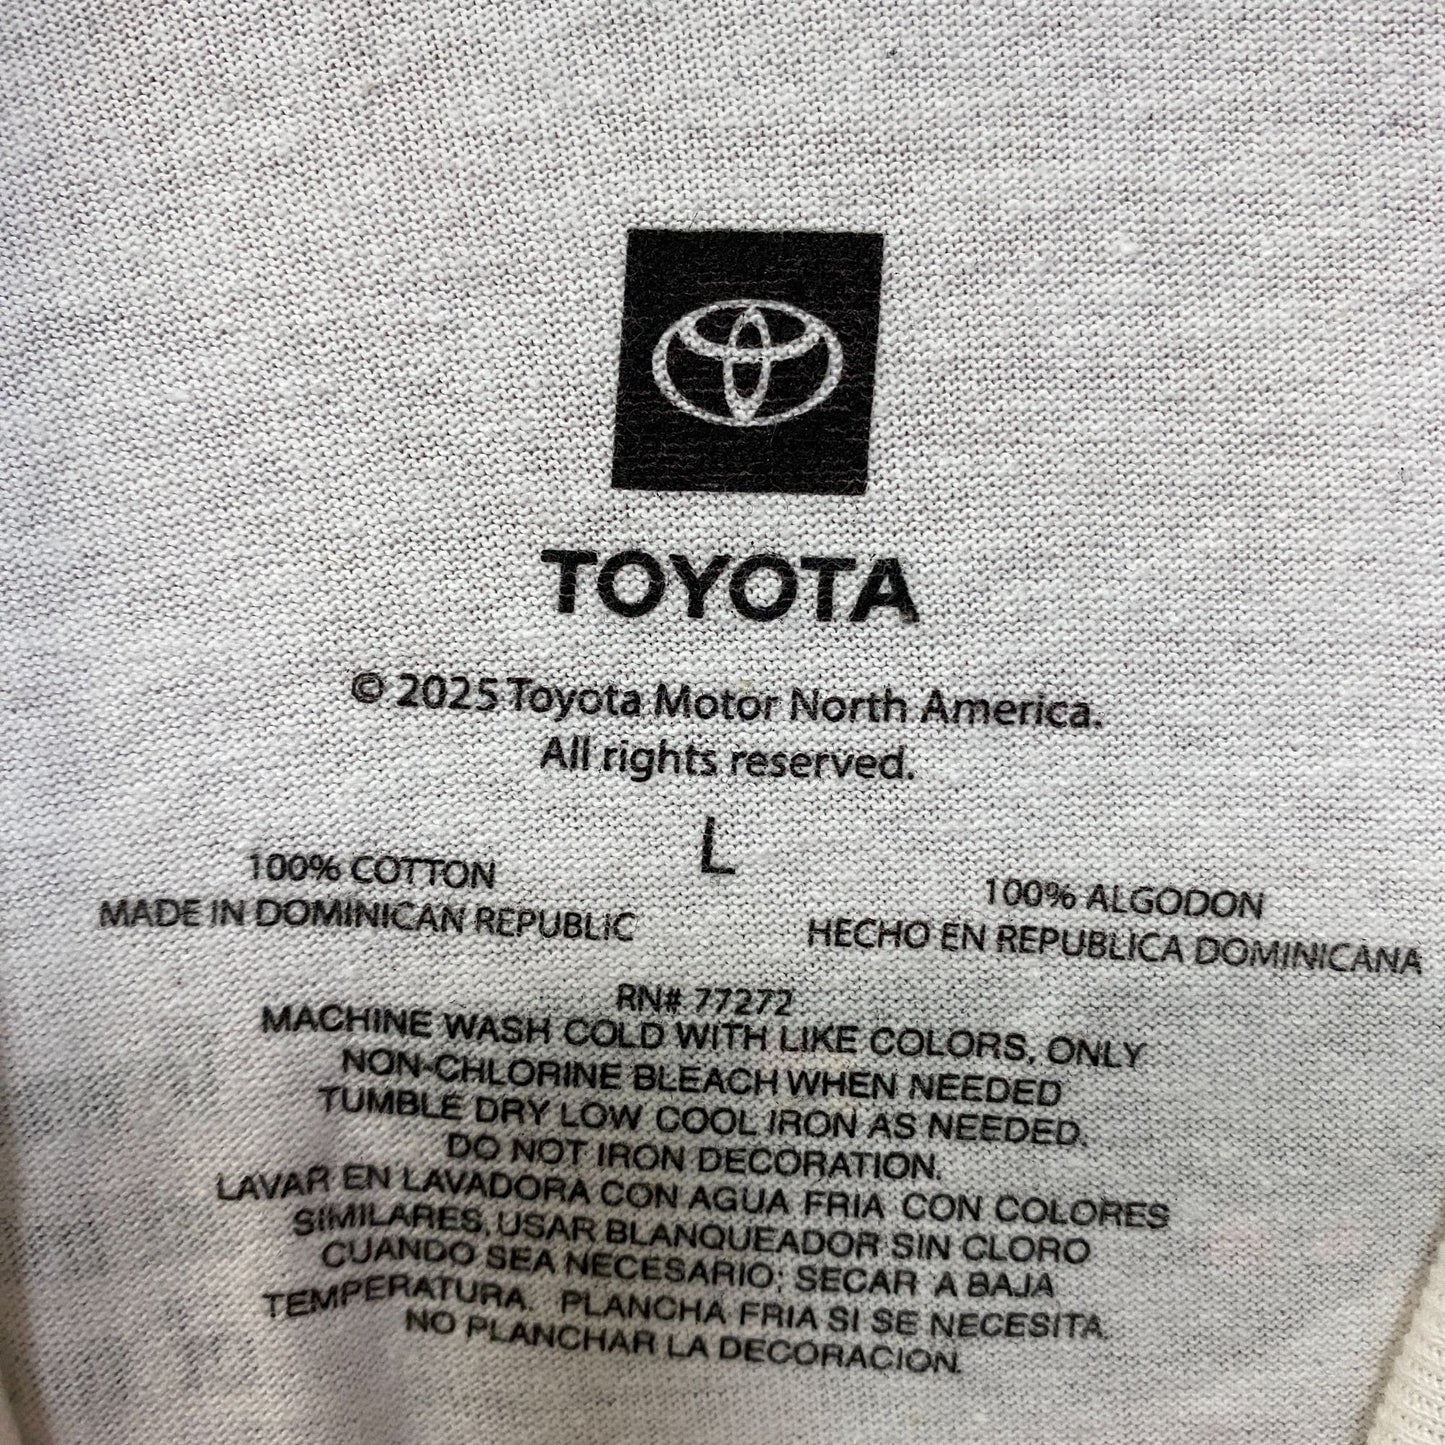 TOYOTA
© 2025 Toyota Motor North America.
All rights reserved.
L
100% COTTON
MADE IN DOMINICAN REPUBLIC
100% ALGODON
HECHO EN REPUBLICA DOMINICANA
RN# 77272
MACHINE WASH COLD WITH LIKE COLORS, ONLY
NON-CHLORINE BLEACH WHEN NEEDED
TUMBLE DRY LOW COOL IRON AS NEEDED.
DO NOT IRON DECORATION.
LAVAR EN LAVADORA CON AGUA FRIA CON COLORES
SIMILARES, USAR BLANQUEADOR SIN CLORO
CUANDO SEA NECESARIO; SECAR A BAJA
TEMPERATURA. PLANCHA FRIA SI SE NECESITA.
NO PLANCHAR LA DECORACION.